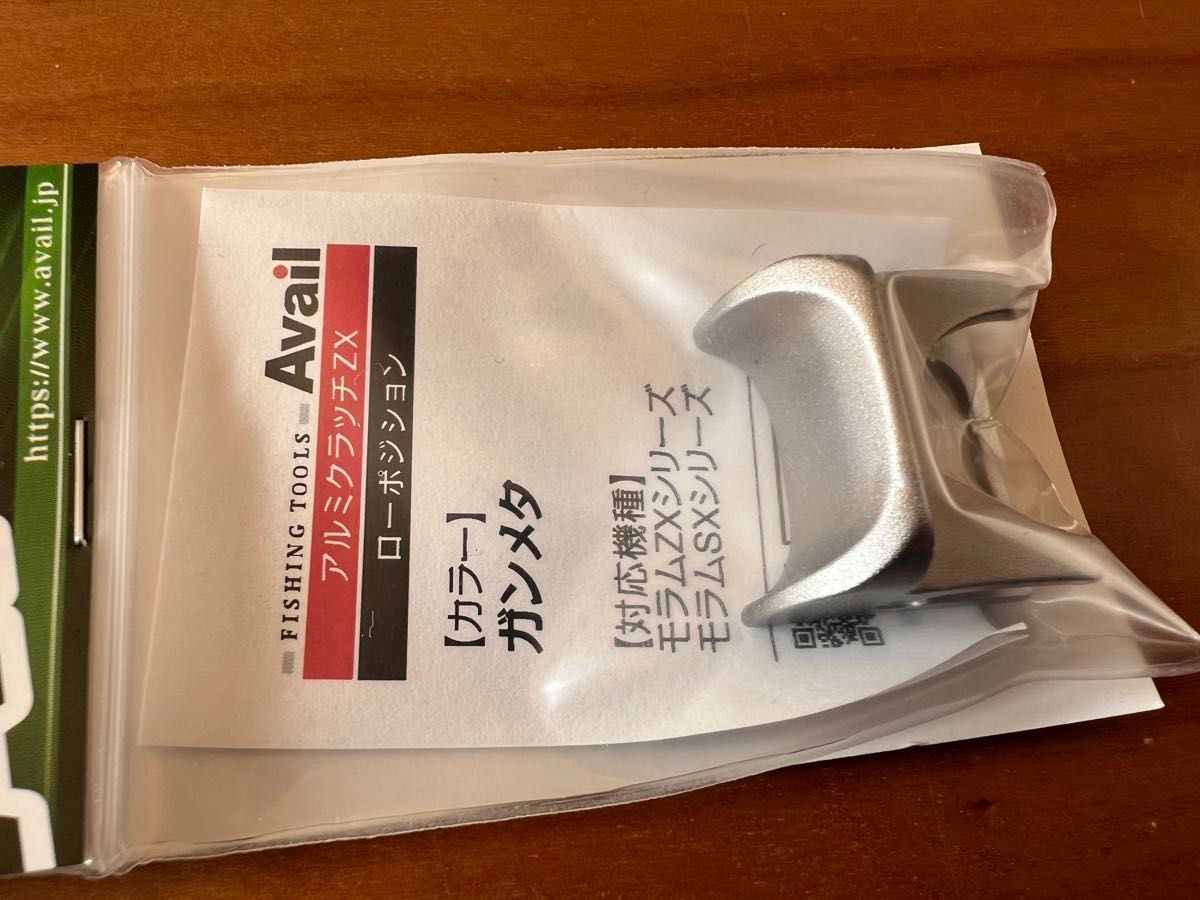 https://www.avail.jp
FISHING TOOLS Avail
アルミクラッチZX
ローポジション
【カラー】
ガンメタ
【対応機種】
モラムZXシリーズ
モラムSXシリーズ